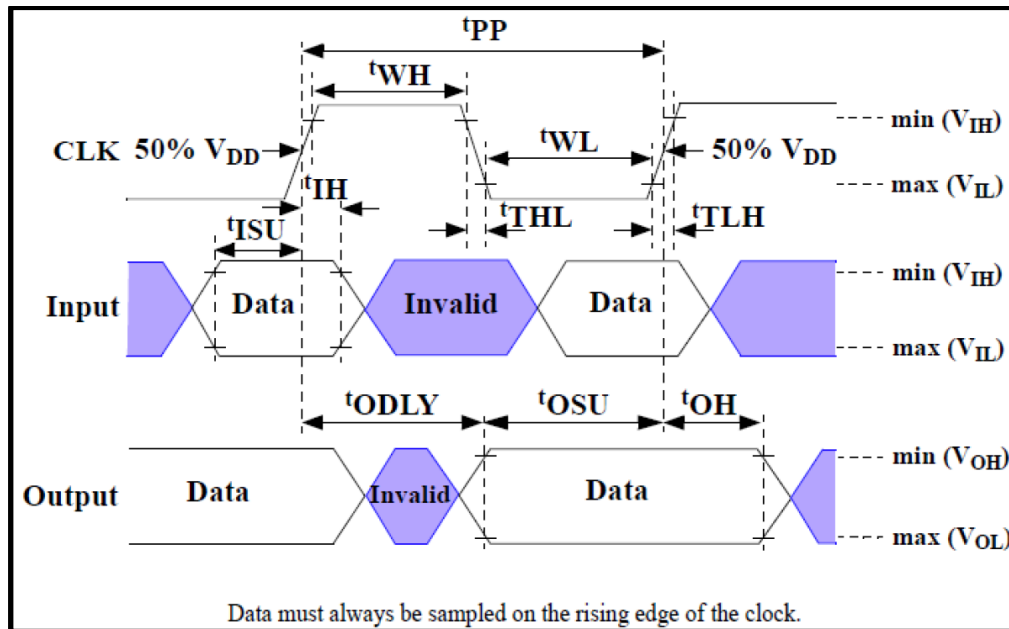 tPP
tWH
min (VIH)
CLK 50% VDD
tWL
50% VDD
max (VIL)
tIH
tTHL
tTLH
tISU
min (VIH)
Input
Data
Invalid
Data
max (VIL)
tODLY
tOSU
tOH
min (VOH)
Output
Data
Invalid
Data
max (VOL)
Data must always be sampled on the rising edge of the clock.